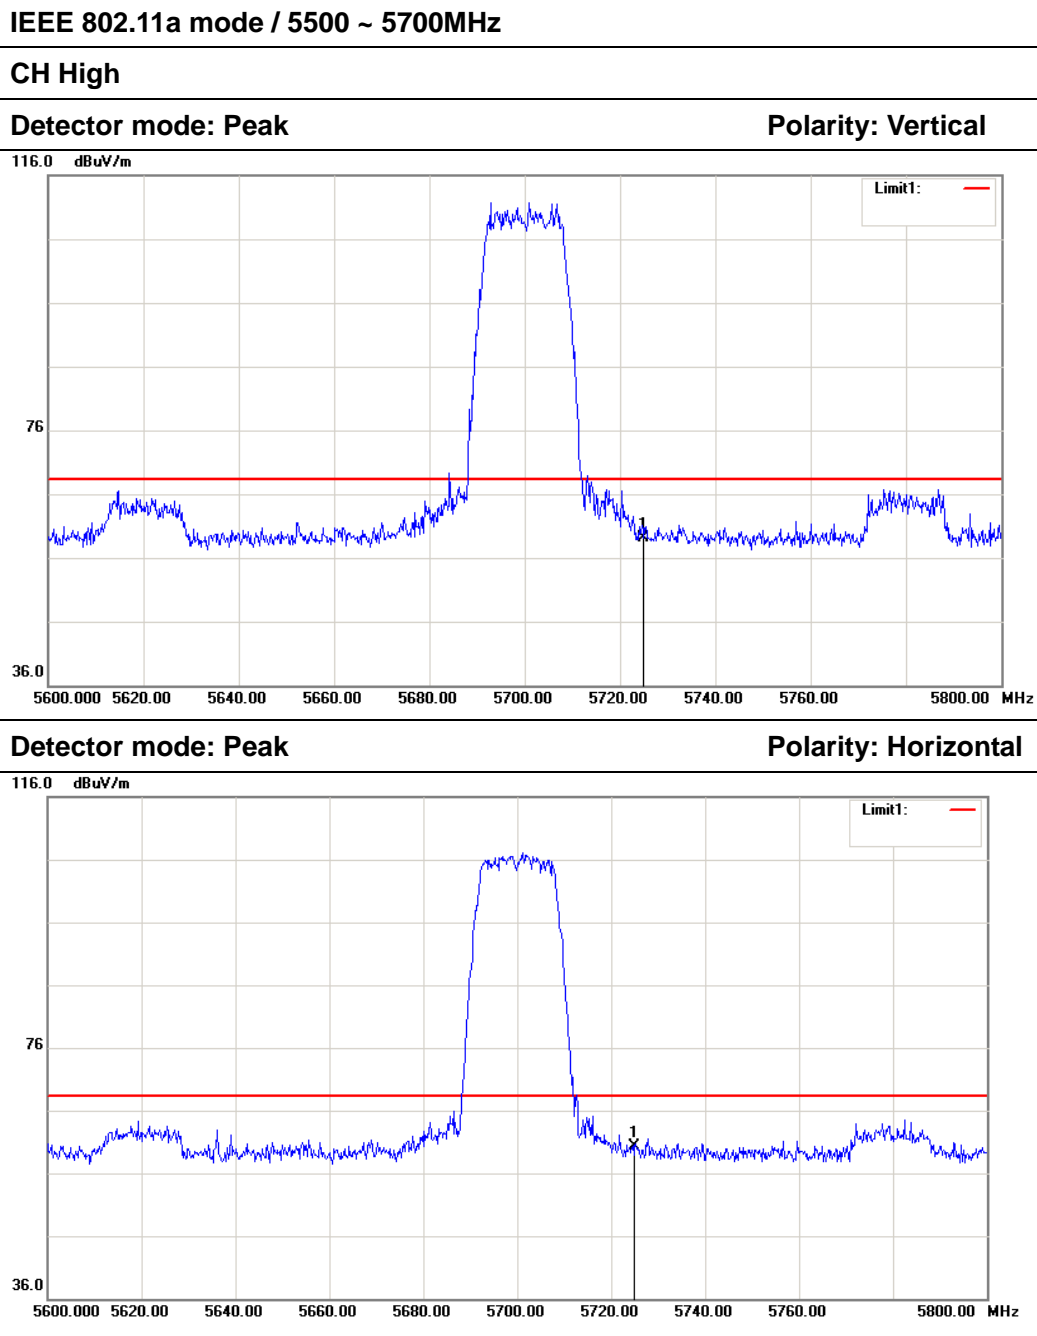 IEEE 802.11a mode / 5500 ~ 5700MHz
CH High
Detector mode: Peak Polarity: Vertical
116.0 dBuV/m
Limit1:
76
1
36.0
5600.000 5620.00 5640.00 5660.00 5680.00 5700.00 5720.00 5740.00 5760.00 5800.00 MHz
Detector mode: Peak Polarity: Horizontal
116.0 dBuV/m
Limit1:
76
1
36.0
5600.000 5620.00 5640.00 5660.00 5680.00 5700.00 5720.00 5740.00 5760.00 5800.00 MHz